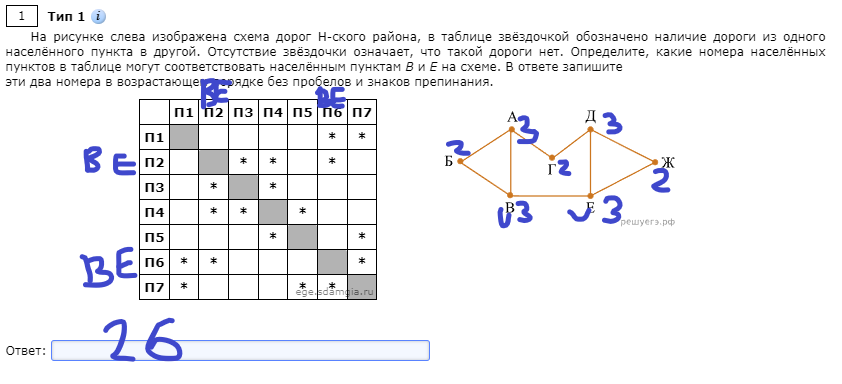 1 Тип 1 i
На рисунке слева изображена схема дорог Н-ского района, в таблице звёздочкой обозначено наличие дороги из одного
населённого пункта в другой. Отсутствие звёздочки означает, что такой дороги нет. Определите, какие номера населённых
пунктов в таблице могут соответствовать населённым пунктам В и Е на схеме. В ответе запишите
эти два номера в возрастающем порядке без пробелов и знаков препинания.
BE BE
П1 П2 П3 П4 П5 П6 П7
П1 * *
BE П2 * * *
П3 * *
П4 * * *
П5 * *
BE П6 * * *
П7 * * *
ege.sdamgia.ru
А 3 Д 3
Б 2 Г 2 Ж 2
В 3 Е 3
решуегэ.рф
Ответ: 26